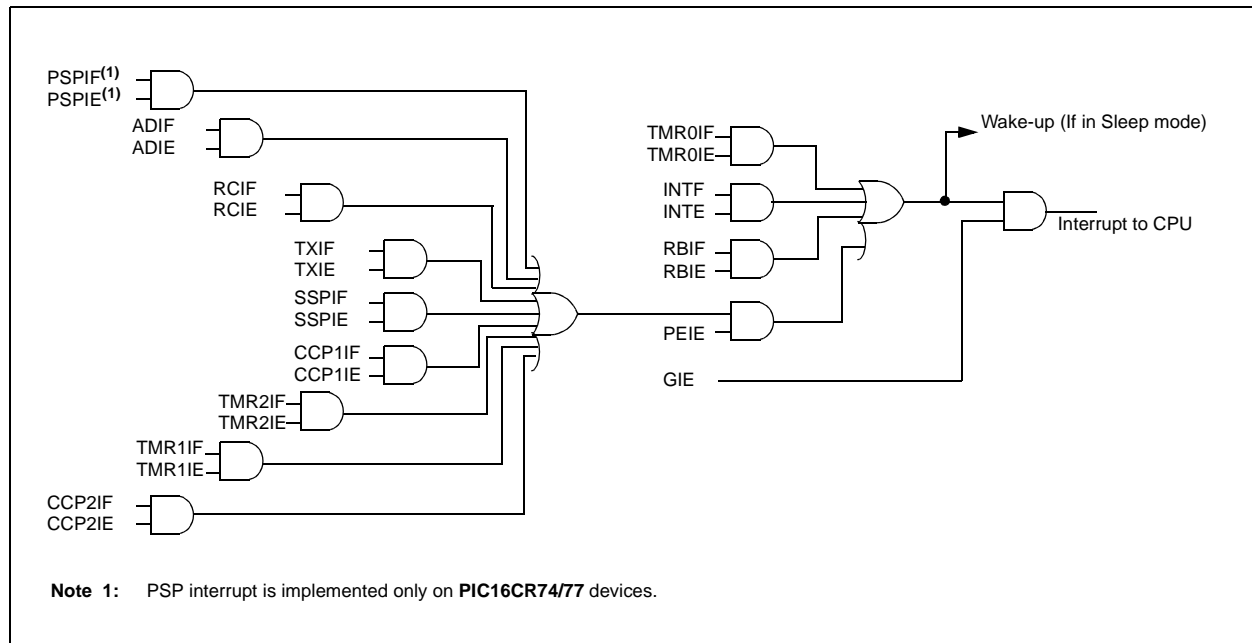 PSPIF(1)
PSPIE(1)
ADIF
ADIE
RCIF
RCIE
TXIF
TXIE
SSPIF
SSPIE
CCP1IF
CCP1IE
TMR2IF
TMR2IE
TMR1IF
TMR1IE
CCP2IF
CCP2IE
TMR0IF
TMR0IE
INTF
INTE
RBIF
RBIE
PEIE
GIE
Wake-up (If in Sleep mode)
Interrupt to CPU
Note 1: PSP interrupt is implemented only on PIC16CR74/77 devices.